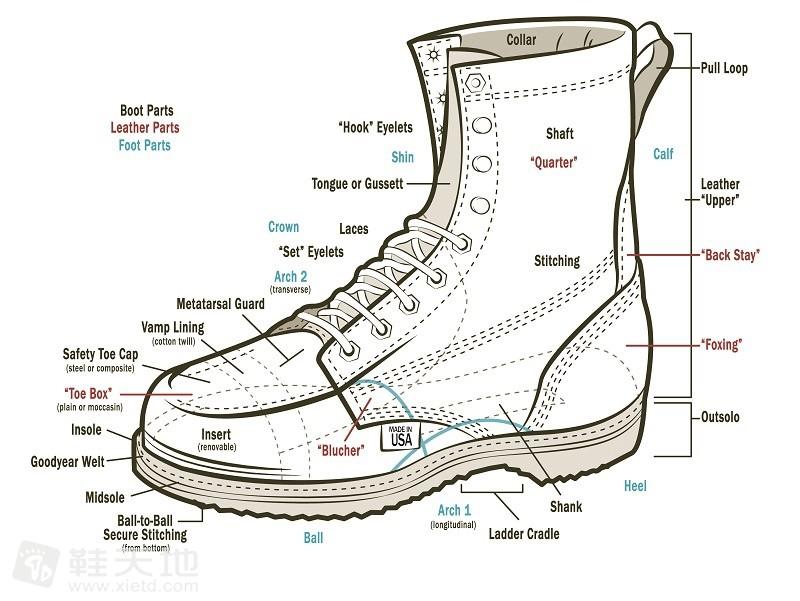 Collar
Pull Loop
Boot Parts
Leather Parts
Foot Parts
"Hook" Eyelets
Shaft
Shin
"Quarter"
Calf
Tongue or Gussett
Leather
"Upper"
Crown
Laces
"Set" Eyelets
Stitching
"Back Stay"
Arch 2
(transverse)
Metatarsal Guard
Vamp Lining
(cotton twill)
Safety Toe Cap
(steel or composite)
"Foxing"
"Toe Box"
(plain or moccasin)
Outsolo
Insole
Insert
(renovable)
MADE IN
USA
"Blucher"
Goodyear Welt
Midsole
Heel
Shank
Arch 1
(longitudinal)
Ball-to-Ball
Secure Stitching
(from bottom)
Ladder Cradle
Ball
鞋天地
www.xietd.com